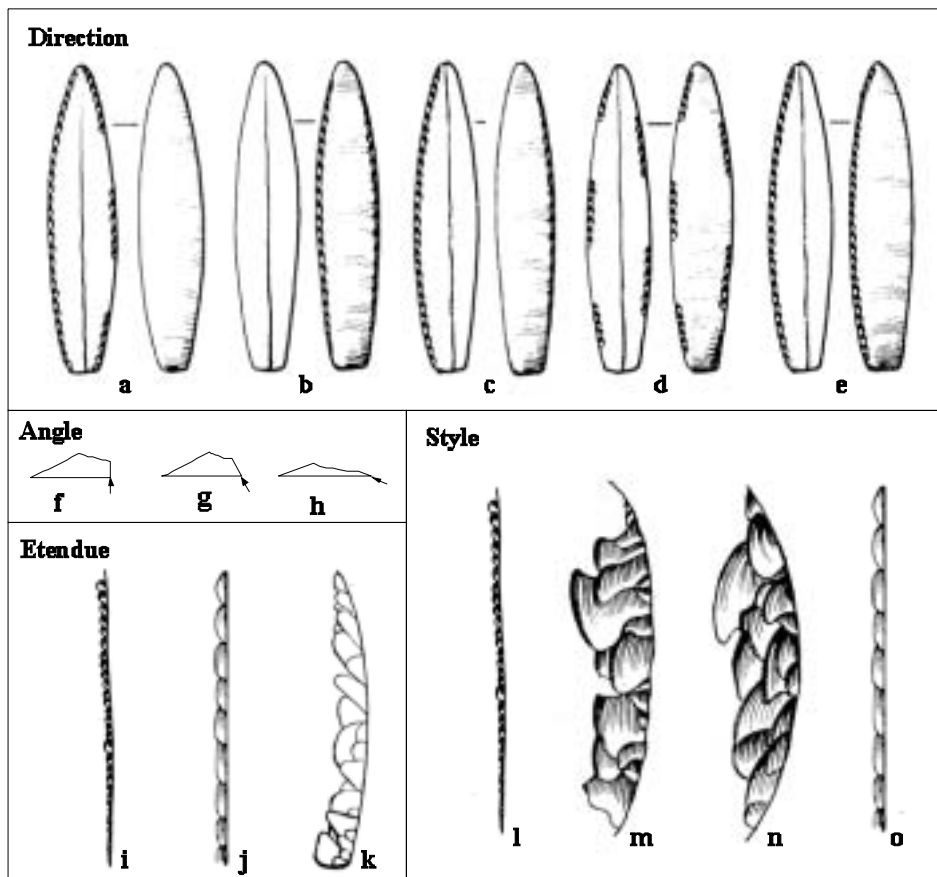 Direction
a b c d e
Angle
f g h
Etendue
i j k
Style
l m n o